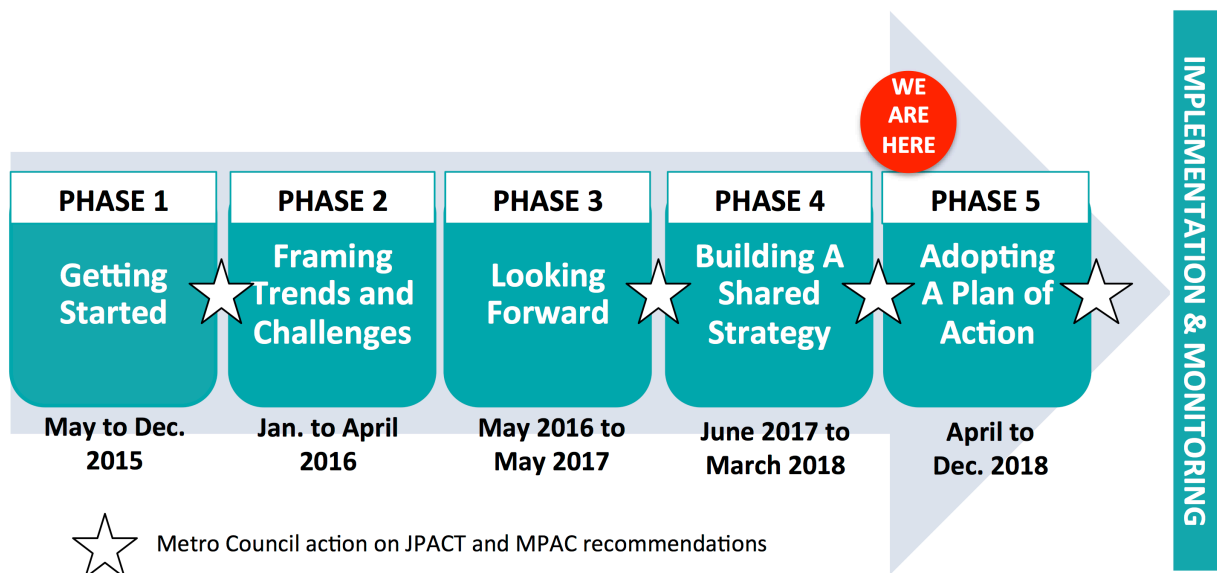 WE
ARE
HERE
PHASE 1
Getting
Started
May to Dec.
2015
PHASE 2
Framing
Trends and
Challenges
Jan. to April
2016
PHASE 3
Looking
Forward
May 2016 to
May 2017
PHASE 4
Building A
Shared
Strategy
June 2017 to
March 2018
PHASE 5
Adopting
A Plan of
Action
April to
Dec. 2018
IMPLEMENTATION & MONITORING
Metro Council action on JPACT and MPAC recommendations